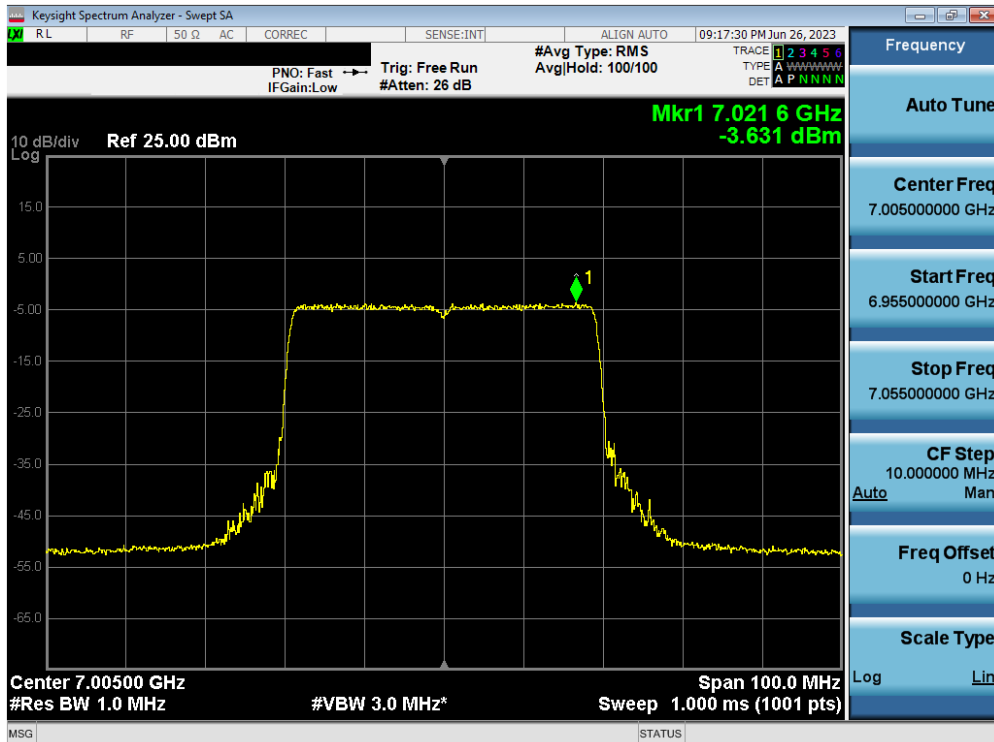 Keysight Spectrum Analyzer - Swept SA
LXI RL RF 50 Ω AC CORREC SENSE:INT ALIGN AUTO 09:17:30 PM Jun 26, 2023
PNO: Fast
IFGain:Low
Trig: Free Run
#Atten: 26 dB
#Avg Type: RMS
Avg|Hold: 100/100
TRACE 1 2 3 4 5 6
TYPE A WWWWW
DET A P N N N N
Mkr1 7.021 6 GHz
-3.631 dBm
10 dB/div Ref 25.00 dBm
Log
15.0
5.00
-5.00
-15.0
-25.0
-35.0
-45.0
-55.0
-65.0
1
Center 7.00500 GHz Span 100.0 MHz
#Res BW 1.0 MHz #VBW 3.0 MHz* Sweep 1.000 ms (1001 pts)
MSG STATUS
Frequency
Auto Tune
Center Freq
7.005000000 GHz
Start Freq
6.955000000 GHz
Stop Freq
7.055000000 GHz
CF Step
10.000000 MHz
Auto Man
Freq Offset
0 Hz
Scale Type
Log Lin